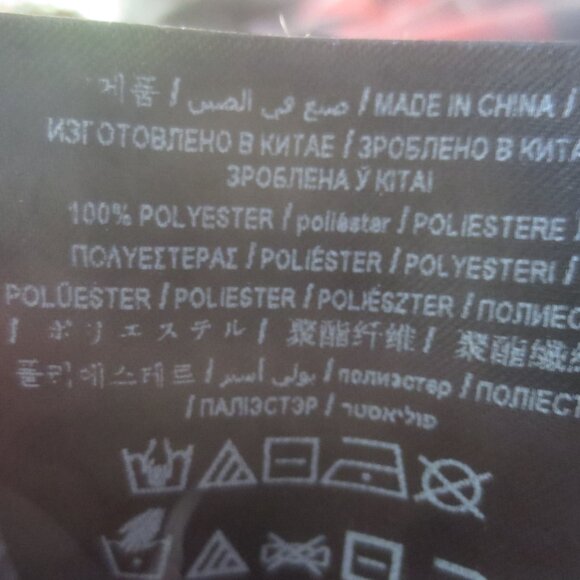 제품 / صنع في الصين / MADE IN CHINA /
ИЗГОТОВЛЕНО В КИТАЕ / ЗРОБЛЕНО В КИТА
ЗРОБЛЕНА Ў КІТАІ
100% POLYESTER / poliéster / POLIESTERE /
ΠΟΛΥΕΣΤΕΡΑΣ / POLIÉSTER / POLYESTERI /
POLÜESTER / POLIESTER / POLIÉSZTER / ПОЛИЕС
/ ポリエステル / 聚酯纤维 / 聚酯纖維
폴리에스테르 / بولي أستر / полиэстер / ПОЛІЕСТ
/ ПАЛІЭСТЭР / פוליאסטר